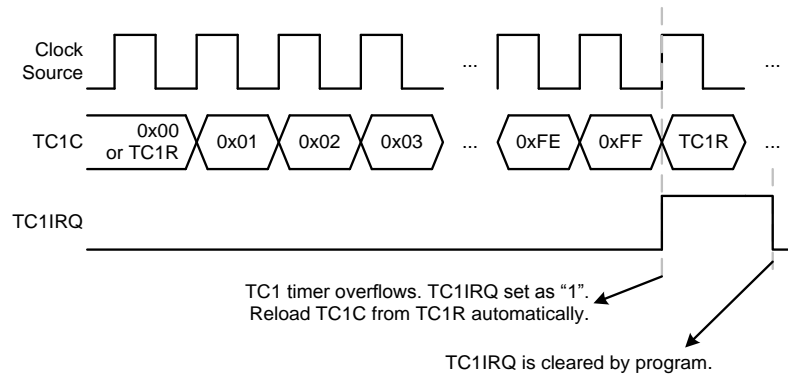 Clock
Source
... ...
TC1C
0x00
or TC1R
0x01 0x02 0x03 ... 0xFE 0xFF TC1R ...
TC1IRQ
TC1 timer overflows. TC1IRQ set as “1”.
Reload TC1C from TC1R automatically.
TC1IRQ is cleared by program.